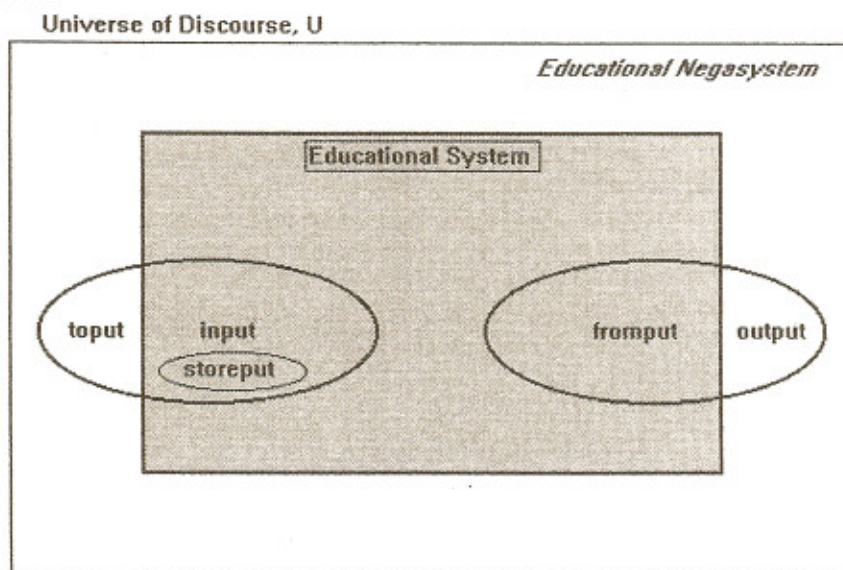 Universe of Discourse, U
Educational Negasystem
Educational System
toput
input
fromput
output
storeput